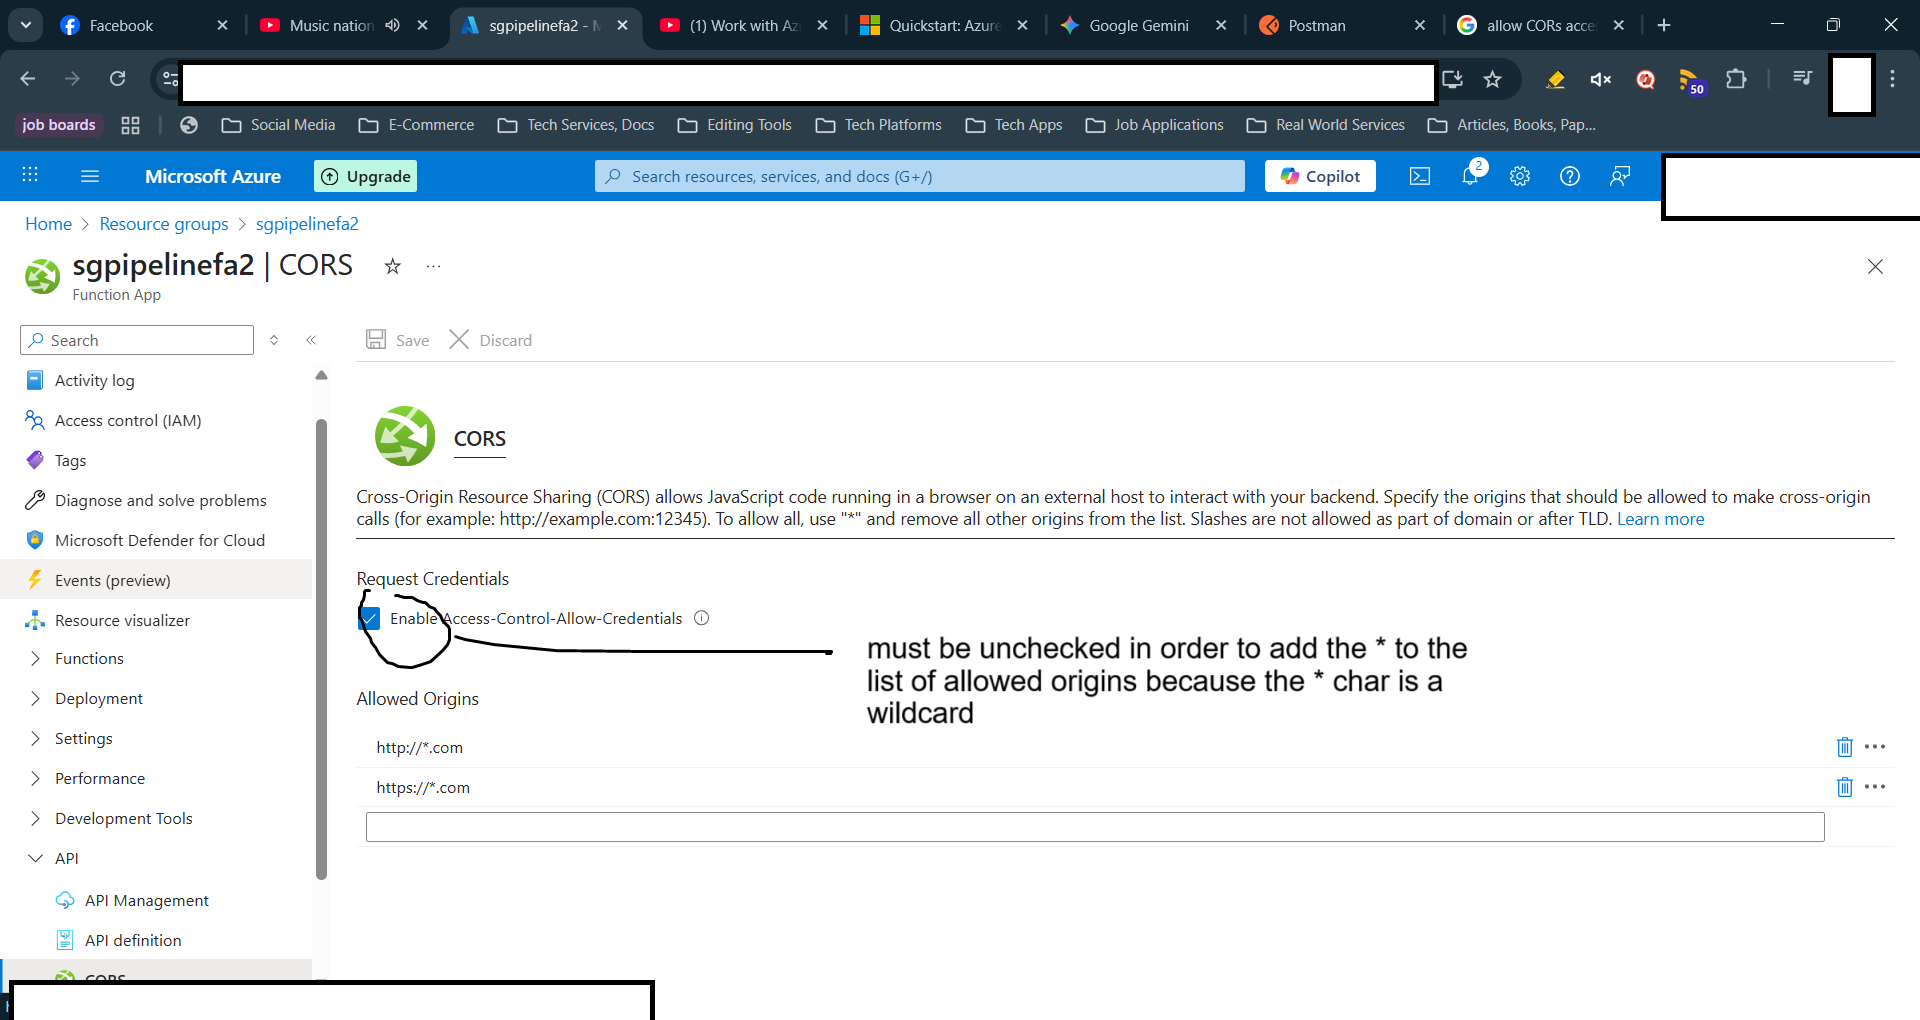 Facebook
Music nation
sgpipelinefa2 - M
(1) Work with Az
Quickstart: Azure
Google Gemini
Postman
allow CORs acce
50
job boards
Social Media
E-Commerce
Tech Services, Docs
Editing Tools
Tech Platforms
Tech Apps
Job Applications
Real World Services
Articles, Books, Pap...
Microsoft Azure
Upgrade
Search resources, services, and docs (G+/)
Copilot
2
Home > Resource groups > sgpipelinefa2
sgpipelinefa2 | CORS
Function App
Search
Activity log
Access control (IAM)
Tags
Diagnose and solve problems
Microsoft Defender for Cloud
Events (preview)
Resource visualizer
Functions
Deployment
Settings
Performance
Development Tools
API
API Management
API definition
CORS
Save
Discard
CORS
Cross-Origin Resource Sharing (CORS) allows JavaScript code running in a browser on an external host to interact with your backend. Specify the origins that should be allowed to make cross-origin
calls (for example: http://example.com:12345). To allow all, use "*" and remove all other origins from the list. Slashes are not allowed as part of domain or after TLD. Learn more
Request Credentials
Enable Access-Control-Allow-Credentials
must be unchecked in order to add the * to the
list of allowed origins because the * char is a
wildcard
Allowed Origins
http://*.com
https://*.com